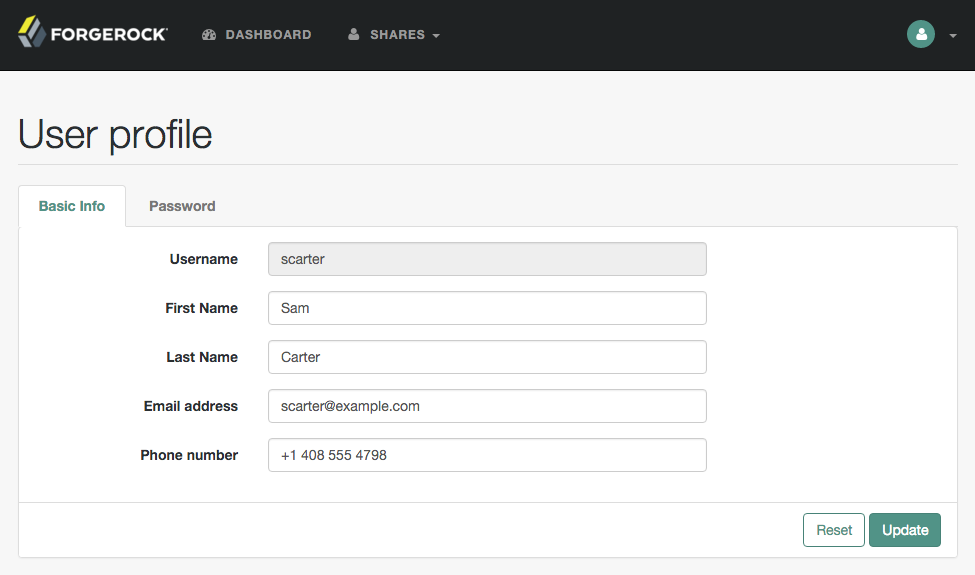 FORGEROCK DASHBOARD SHARES
User profile
Basic Info Password
Username scarter
First Name Sam
Last Name Carter
Email address scarter@example.com
Phone number +1 408 555 4798
Reset Update